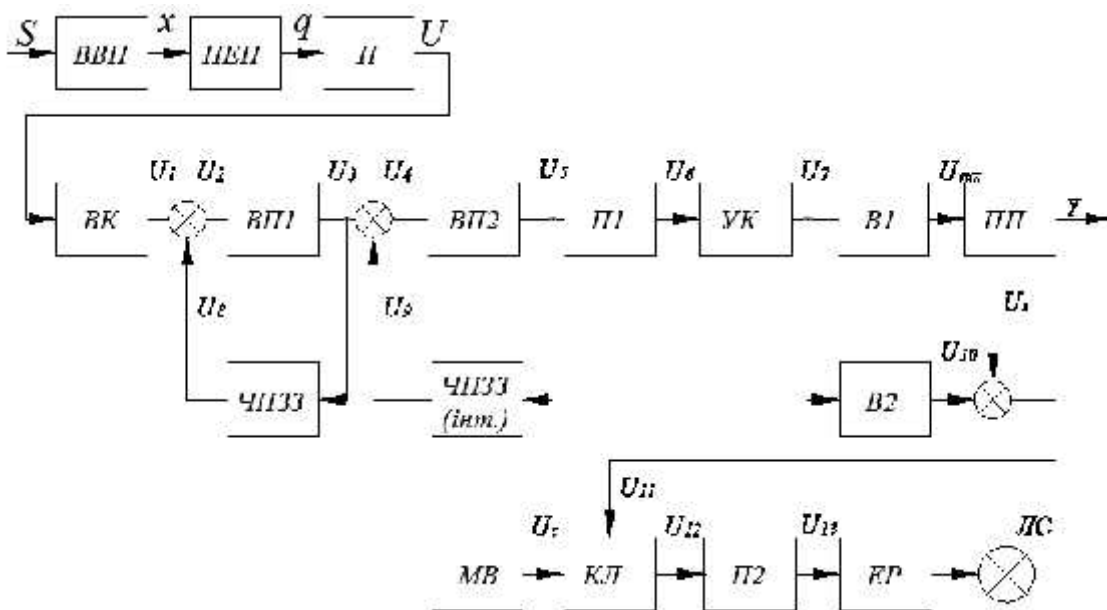 S x q U
ВВП ПЕП П
U1 U2 U3 U4 U5 U6 U7 Uпп
ВК ВП1 ВП2 П1 УК В1 ПП
U8 U9
U10
ЧПЗЗ ЧПЗЗ В2
(інт.)
U11
U12 U13 ЛС
МВ КЛ П2 ЕР